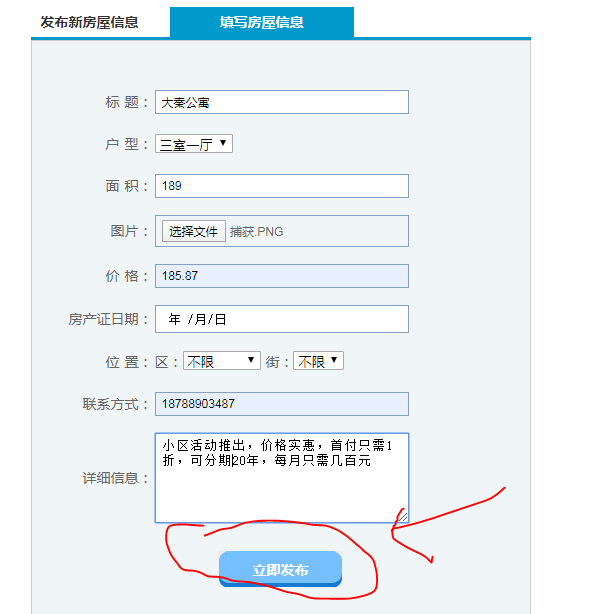 发布新房屋信息 填写房屋信息
标 题： 大秦公寓
户 型： 三室一厅
面 积： 189
图片： 选择文件 捕获.PNG
价 格： 185.87
房产证日期： 年 /月/日
位 置： 区： 不限 街： 不限
联系方式： 18788903487
详细信息： 小区活动推出，价格实惠，首付只需1
折，可分期20年，每月只需几百元
立即发布